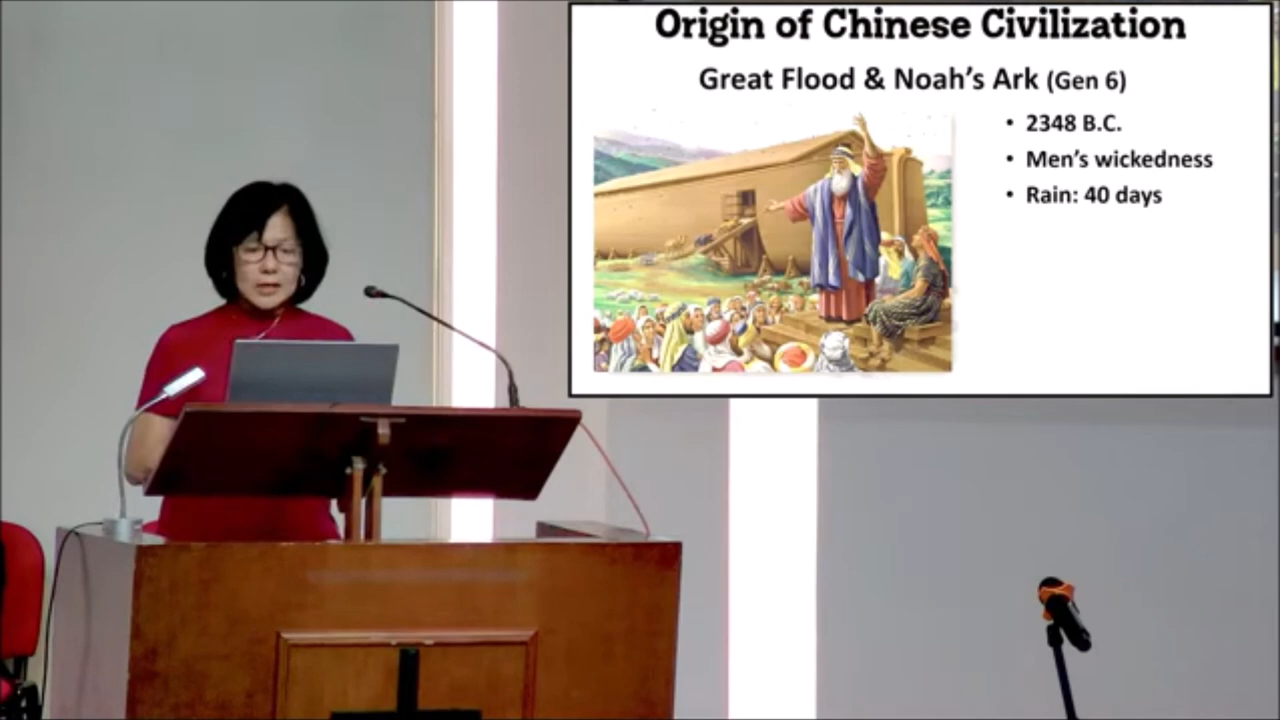 Origin of Chinese Civilization
Great Flood & Noah's Ark (Gen 6)
• 2348 B.C.
• Men's wickedness
• Rain: 40 days